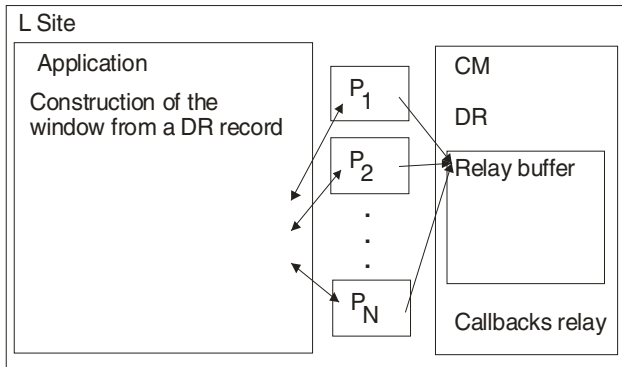 L Site
Application
Construction of the
window from a DR record
P1
P2
. . .
PN
CM
DR
Relay buffer
Callbacks relay